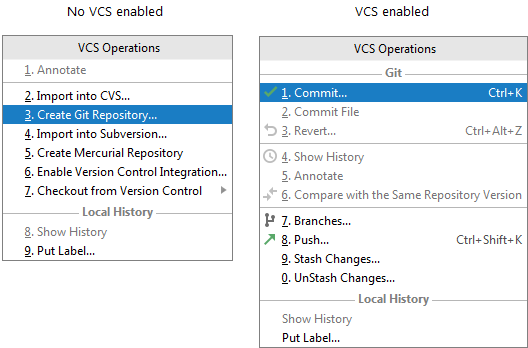 No VCS enabled
VCS Operations
1. Annotate
2. Import into CVS...
3. Create Git Repository...
4. Import into Subversion...
5. Create Mercurial Repository
6. Enable Version Control Integration...
7. Checkout from Version Control
Local History
8. Show History
9. Put Label...
VCS enabled
VCS Operations
Git
1. Commit... Ctrl+K
2. Commit File
3. Revert... Ctrl+Alt+Z
4. Show History
5. Annotate
6. Compare with the Same Repository Version
7. Branches...
8. Push... Ctrl+Shift+K
9. Stash Changes...
0. UnStash Changes...
Local History
Show History
Put Label...